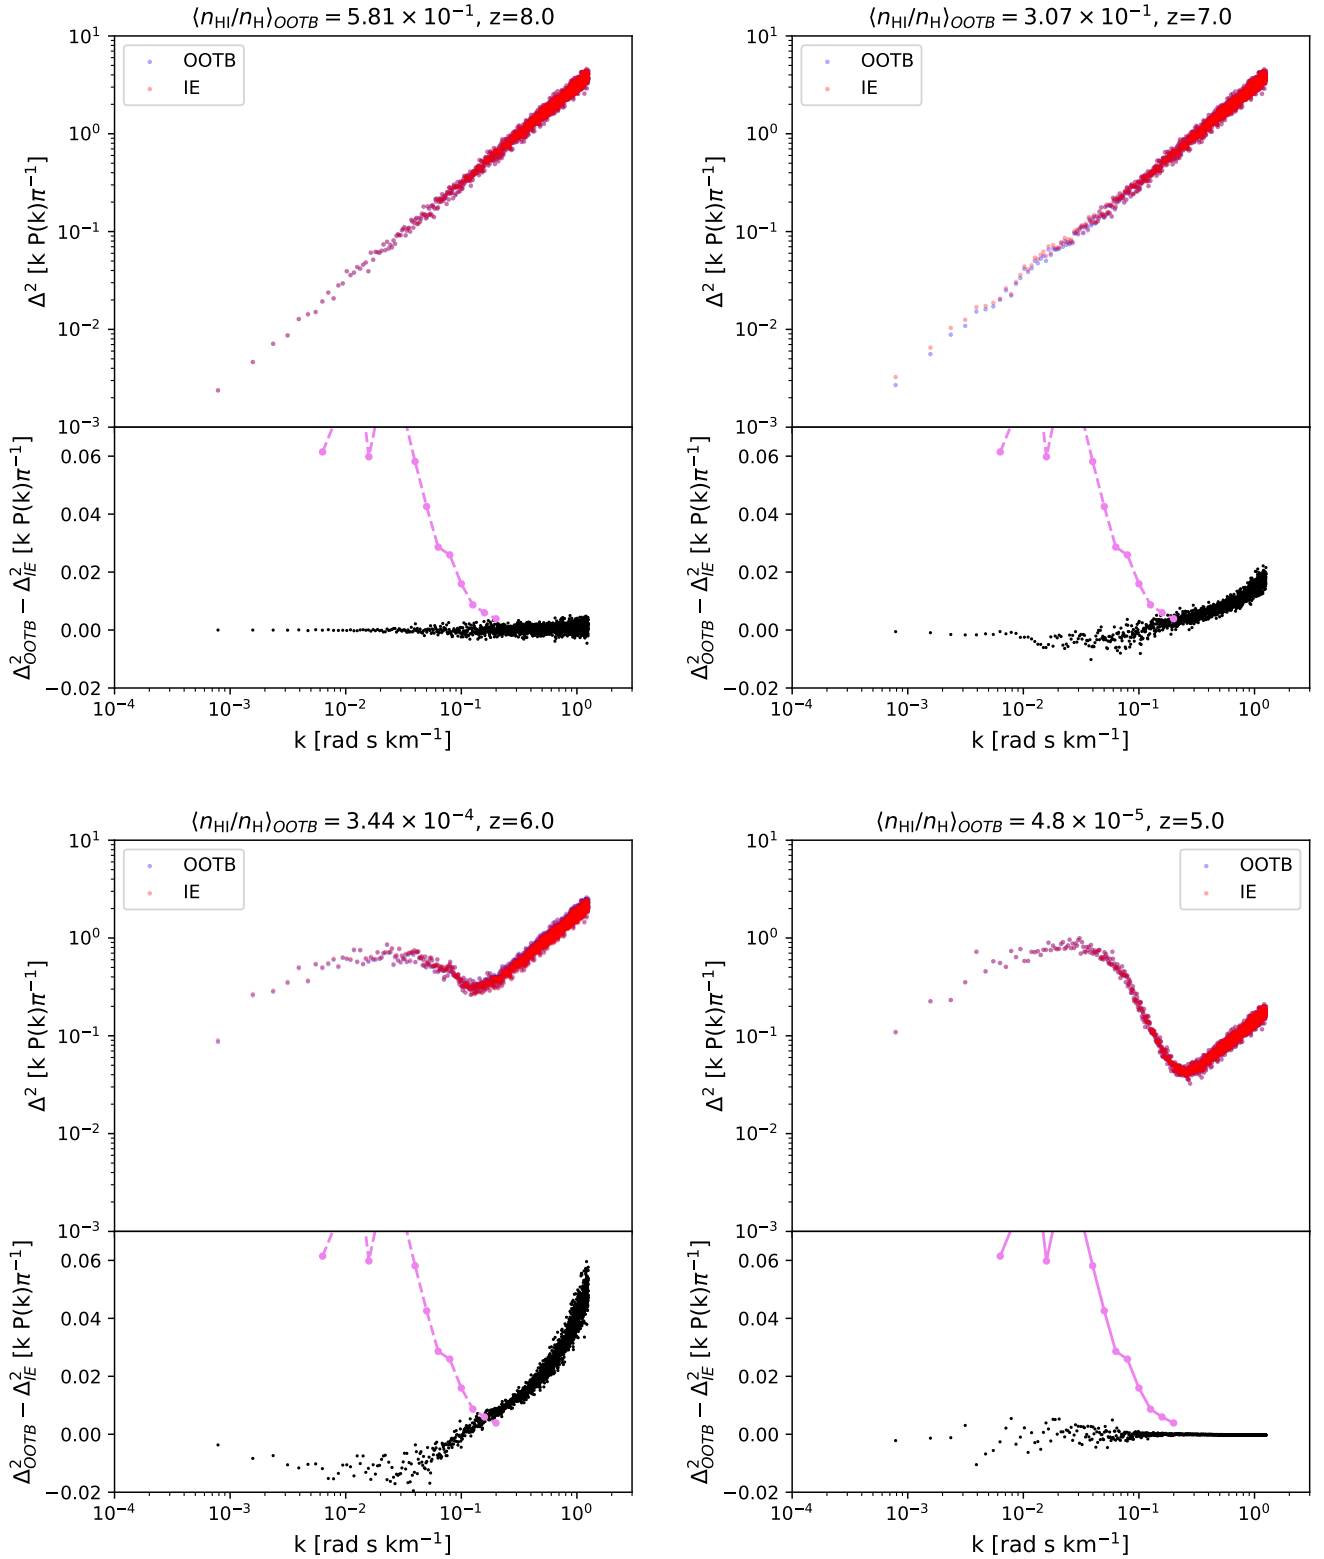 ⟨n_HI/n_H⟩_OOTB = 5.81 × 10⁻¹, z=8.0
OOTB
IE
10¹
10⁰
10⁻¹
10⁻²
10⁻³
Δ² [k P(k)π⁻¹]
0.06
0.04
0.02
0.00
−0.02
Δ²_OOTB − Δ²_IE [k P(k)π⁻¹]
10⁻⁴ 10⁻³ 10⁻² 10⁻¹ 10⁰
k [rad s km⁻¹]
⟨n_HI/n_H⟩_OOTB = 3.07 × 10⁻¹, z=7.0
OOTB
IE
10¹
10⁰
10⁻¹
10⁻²
10⁻³
Δ² [k P(k)π⁻¹]
0.06
0.04
0.02
0.00
−0.02
Δ²_OOTB − Δ²_IE [k P(k)π⁻¹]
10⁻⁴ 10⁻³ 10⁻² 10⁻¹ 10⁰
k [rad s km⁻¹]
⟨n_HI/n_H⟩_OOTB = 3.44 × 10⁻⁴, z=6.0
OOTB
IE
10¹
10⁰
10⁻¹
10⁻²
10⁻³
Δ² [k P(k)π⁻¹]
0.06
0.04
0.02
0.00
−0.02
Δ²_OOTB − Δ²_IE [k P(k)π⁻¹]
10⁻⁴ 10⁻³ 10⁻² 10⁻¹ 10⁰
k [rad s km⁻¹]
⟨n_HI/n_H⟩_OOTB = 4.8 × 10⁻⁵, z=5.0
OOTB
IE
10¹
10⁰
10⁻¹
10⁻²
10⁻³
Δ² [k P(k)π⁻¹]
0.06
0.04
0.02
0.00
−0.02
Δ²_OOTB − Δ²_IE [k P(k)π⁻¹]
10⁻⁴ 10⁻³ 10⁻² 10⁻¹ 10⁰
k [rad s km⁻¹]